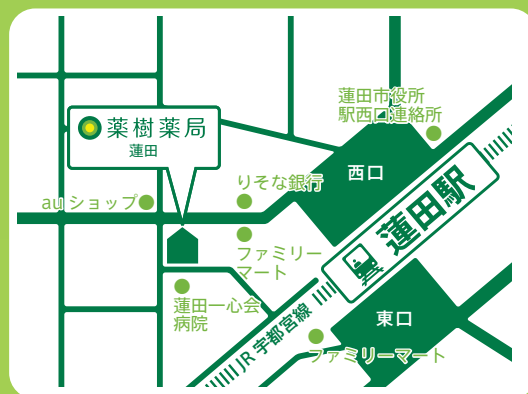 蓮田市役所
駅西口連絡所
薬樹薬局
蓮田
西口
りそな銀行
auショップ
蓮田駅
ファミリー
マート
蓮田一心会
病院
JR宇都宮線
東口
ファミリーマート